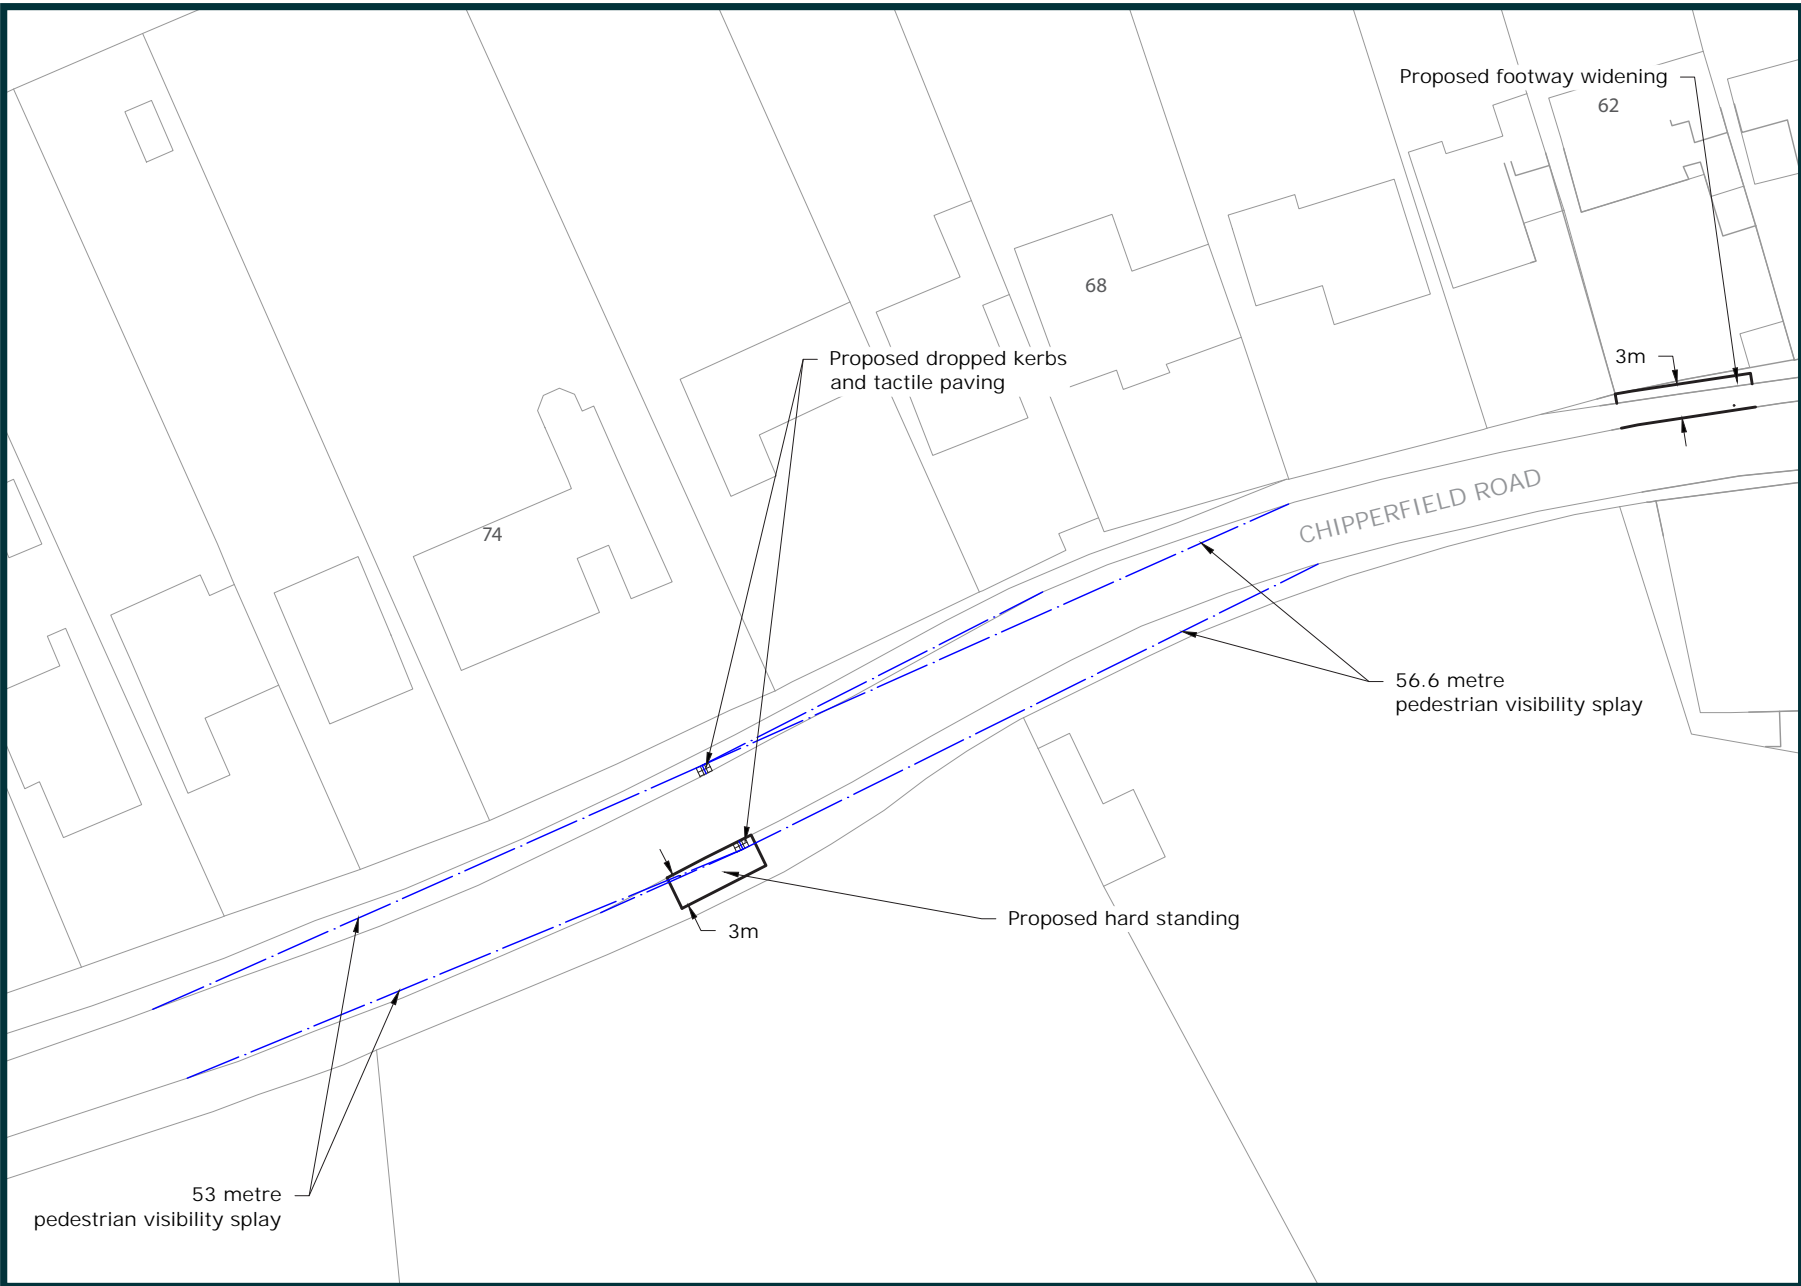 Proposed footway widening
62
68
3m
Proposed dropped kerbs
and tactile paving
CHIPPERFIELD ROAD
74
56.6 metre
pedestrian visibility splay
Proposed hard standing
3m
53 metre
pedestrian visibility splay